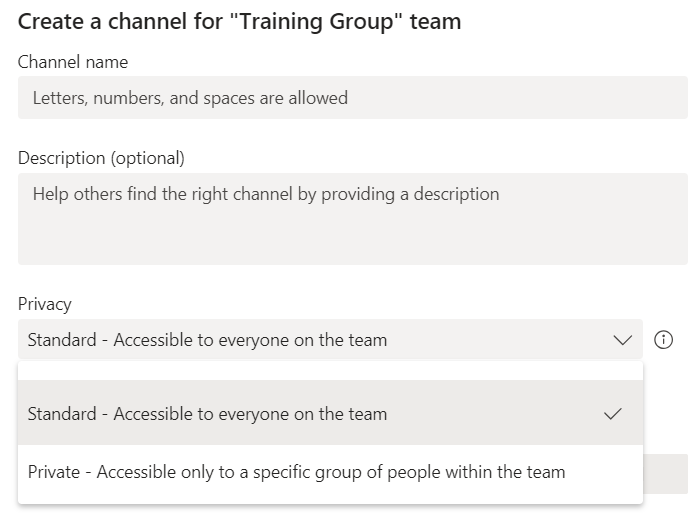 Create a channel for "Training Group" team
Channel name
Letters, numbers, and spaces are allowed
Description (optional)
Help others find the right channel by providing a description
Privacy
Standard - Accessible to everyone on the team
Standard - Accessible to everyone on the team
Private - Accessible only to a specific group of people within the team